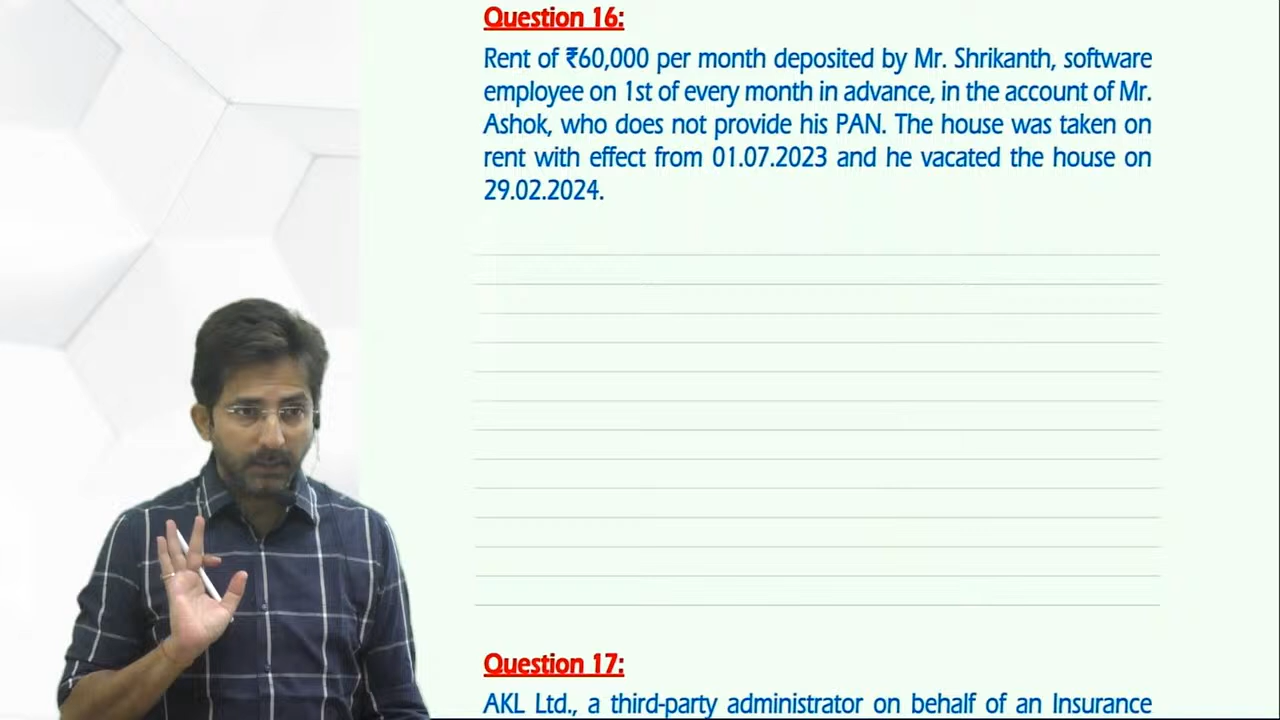 Question 16:
Rent of ₹60,000 per month deposited by Mr. Shrikanth, software
employee on 1st of every month in advance, in the account of Mr.
Ashok, who does not provide his PAN. The house was taken on
rent with effect from 01.07.2023 and he vacated the house on
29.02.2024.
Question 17:
AKL Ltd., a third-party administrator on behalf of an Insurance